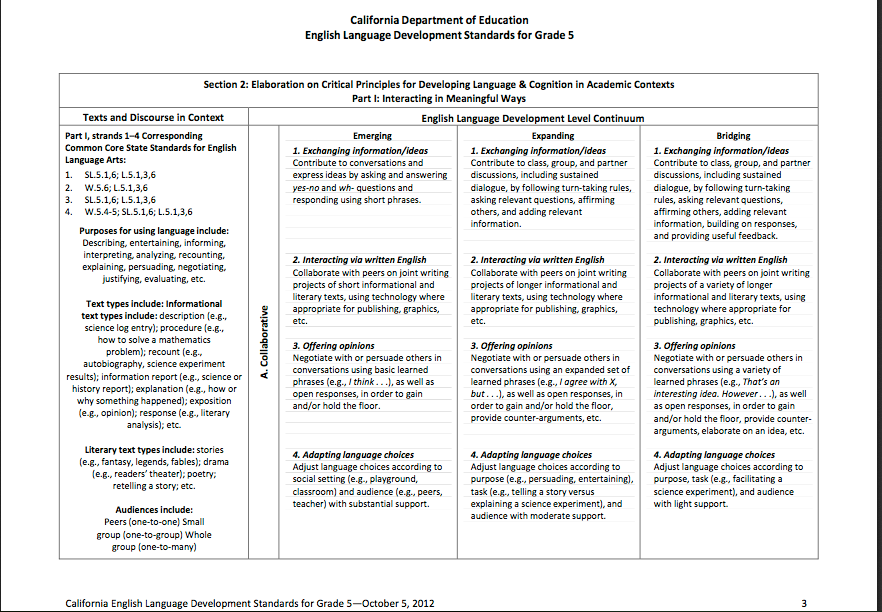 California Department of Education
English Language Development Standards for Grade 5
Section 2: Elaboration on Critical Principles for Developing Language & Cognition in Academic Contexts
Part I: Interacting in Meaningful Ways
Texts and Discourse in Context
English Language Development Level Continuum
Part I, strands 1–4 Corresponding
Common Core State Standards for English
Language Arts:
1. SL.5.1,6; L.5.1,3,6
2. W.5.6; L.5.1,3,6
3. SL.5.1,6; L.5.1,3,6
4. W.5.4-5; SL.5.1,6; L.5.1,3,6
Purposes for using language include:
Describing, entertaining, informing,
interpreting, analyzing, recounting,
explaining, persuading, negotiating,
justifying, evaluating, etc.
Text types include: Informational
text types include: description (e.g.,
science log entry); procedure (e.g.,
how to solve a mathematics
problem); recount (e.g.,
autobiography, science experiment
results); information report (e.g., science or
history report); explanation (e.g., how or
why something happened); exposition
(e.g., opinion); response (e.g., literary
analysis); etc.
Literary text types include: stories
(e.g., fantasy, legends, fables); drama
(e.g., readers' theater); poetry;
retelling a story; etc.
Audiences include:
Peers (one-to-one) Small
group (one-to-group) Whole
group (one-to-many)
A. Collaborative
Emerging
1. Exchanging information/ideas
Contribute to conversations and
express ideas by asking and answering
yes-no and wh- questions and
responding using short phrases.
2. Interacting via written English
Collaborate with peers on joint writing
projects of short informational and
literary texts, using technology where
appropriate for publishing, graphics,
etc.
3. Offering opinions
Negotiate with or persuade others in
conversations using basic learned
phrases (e.g., I think . . .), as well as
open responses, in order to gain
and/or hold the floor.
4. Adapting language choices
Adjust language choices according to
social setting (e.g., playground,
classroom) and audience (e.g., peers,
teacher) with substantial support.
Expanding
1. Exchanging information/ideas
Contribute to class, group, and partner
discussions, including sustained
dialogue, by following turn-taking rules,
asking relevant questions, affirming
others, and adding relevant
information.
2. Interacting via written English
Collaborate with peers on joint writing
projects of longer informational and
literary texts, using technology where
appropriate for publishing, graphics,
etc.
3. Offering opinions
Negotiate with or persuade others in
conversations using an expanded set of
learned phrases (e.g., I agree with X,
but . . .), as well as open responses, in
order to gain and/or hold the floor,
provide counter-arguments, etc.
4. Adapting language choices
Adjust language choices according to
purpose (e.g., persuading, entertaining),
task (e.g., telling a story versus
explaining a science experiment), and
audience with moderate support.
Bridging
1. Exchanging information/ideas
Contribute to class, group, and partner
discussions, including sustained
dialogue, by following turn-taking
rules, asking relevant questions,
affirming others, adding relevant
information, building on responses,
and providing useful feedback.
2. Interacting via written English
Collaborate with peers on joint writing
projects of a variety of longer
informational and literary texts, using
technology where appropriate for
publishing, graphics, etc.
3. Offering opinions
Negotiate with or persuade others in
conversations using a variety of
learned phrases (e.g., That's an
interesting idea. However . . .), as well
as open responses, in order to gain
and/or hold the floor, provide counter-
arguments, elaborate on an idea, etc.
4. Adapting language choices
Adjust language choices according to
purpose, task (e.g., facilitating a
science experiment), and audience
with light support.
California English Language Development Standards for Grade 5—October 5, 2012
3